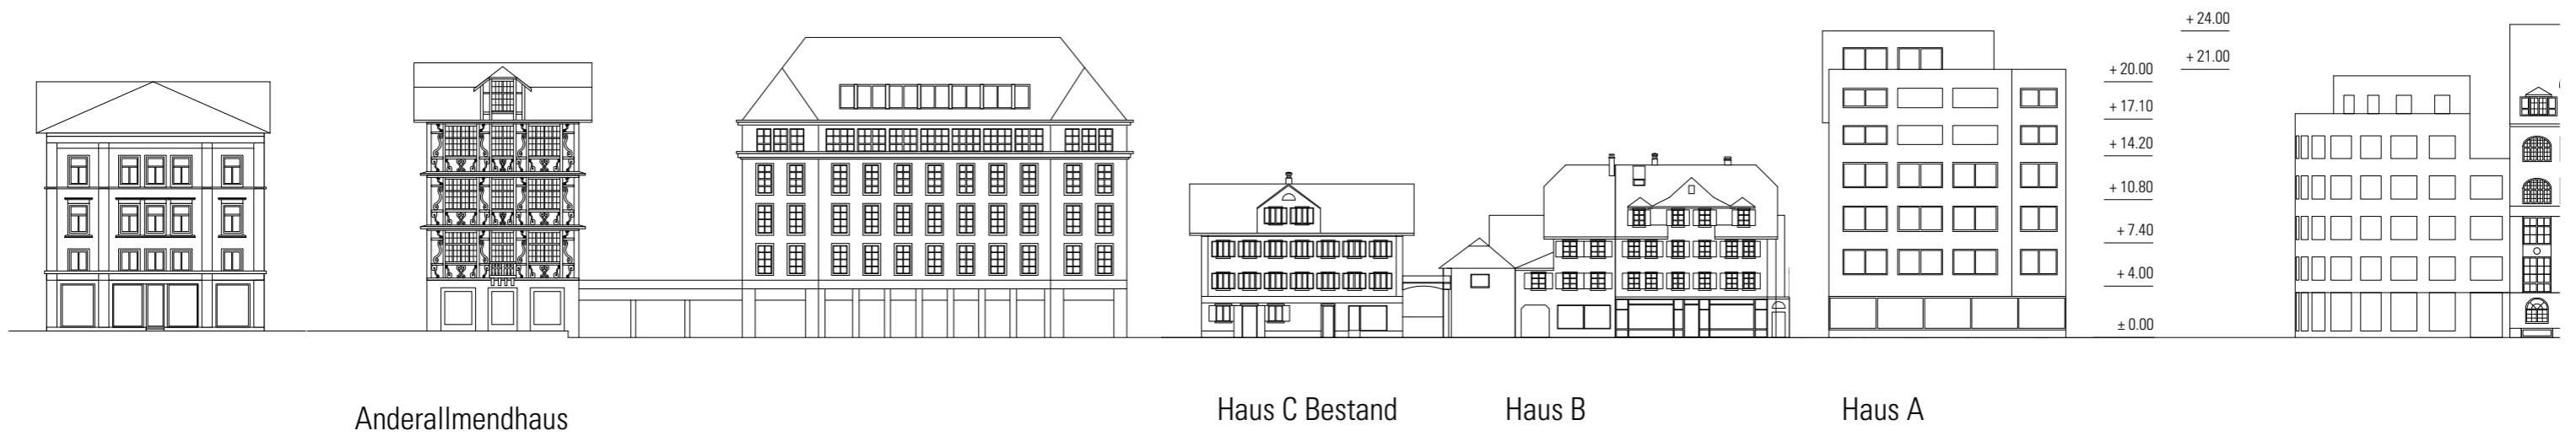 + 24.00
+ 21.00
+ 20.00
+ 17.10
+ 14.20
+ 10.80
+ 7.40
+ 4.00
± 0.00
Anderallmendhaus
Haus C Bestand
Haus B
Haus A